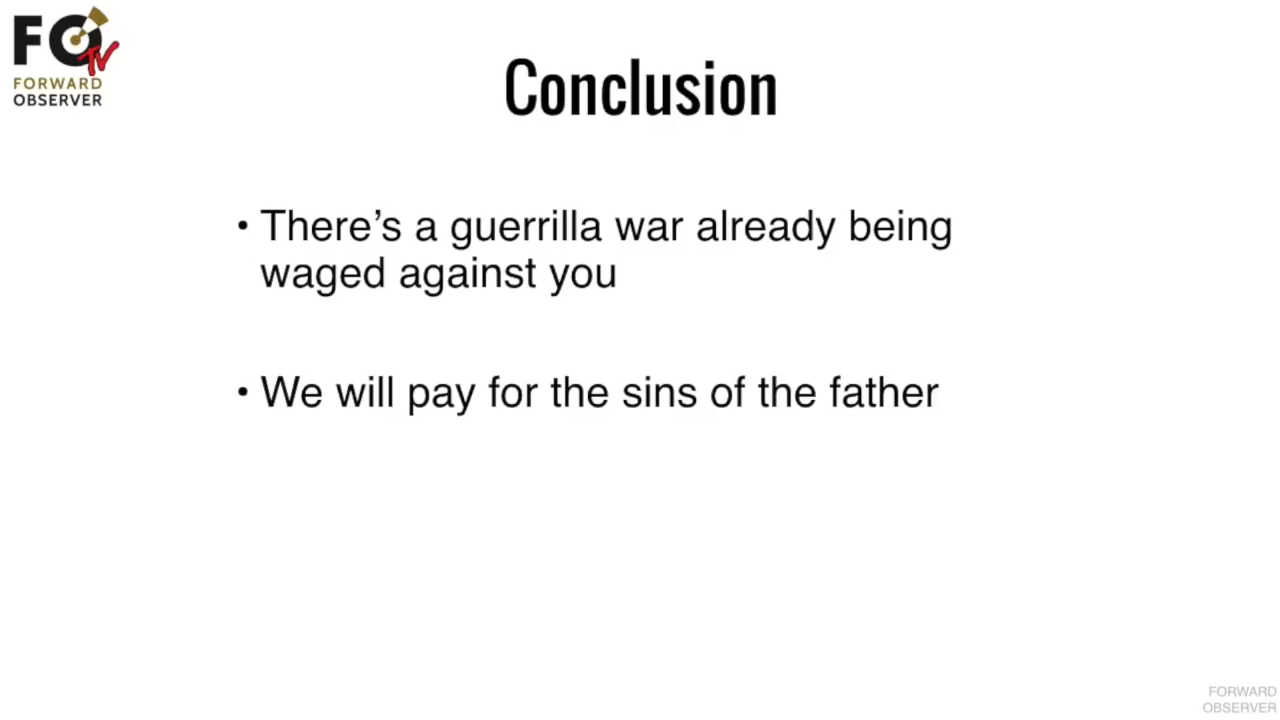 FO
TV
FORWARD
OBSERVER
Conclusion
• There’s a guerrilla war already being
waged against you
• We will pay for the sins of the father
FORWARD
OBSERVER